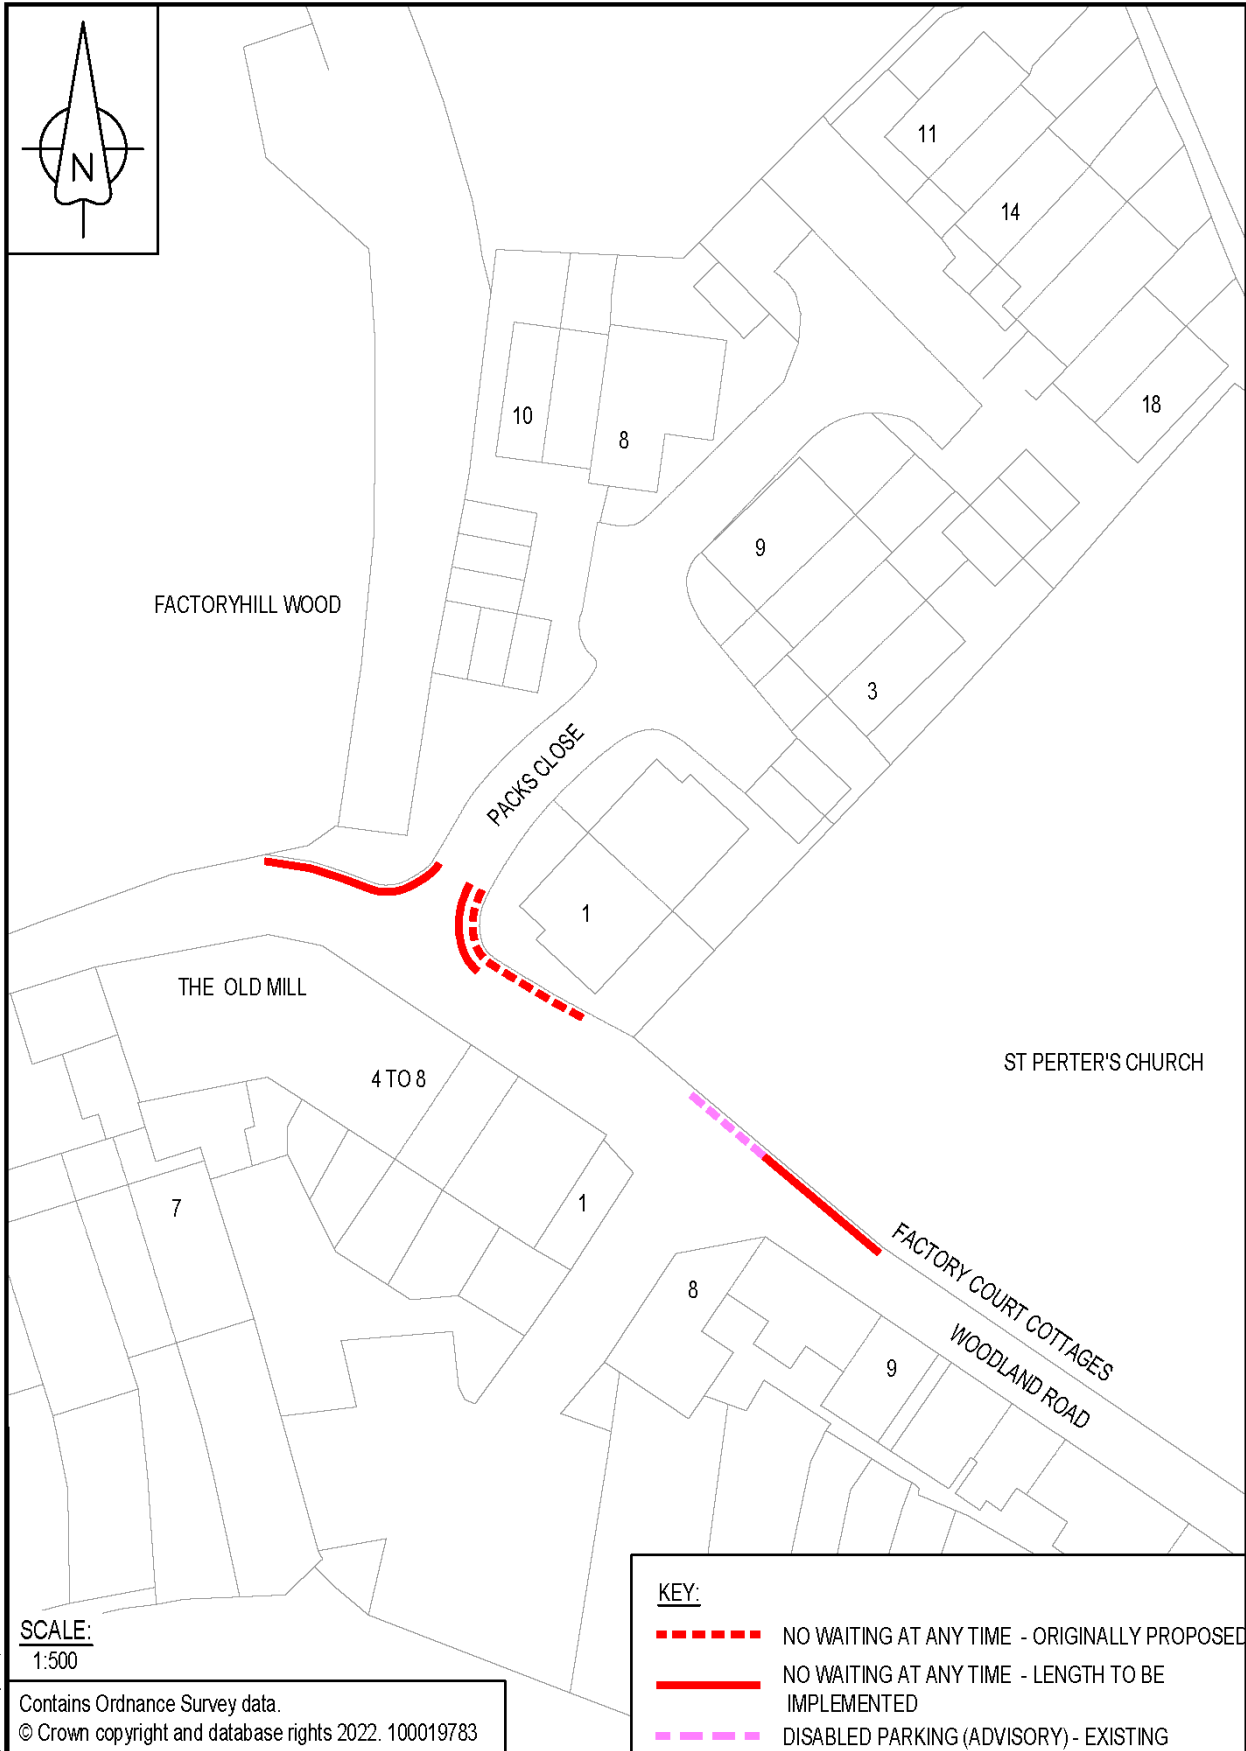 N
11
14
18
10
8
9
3
FACTORYHILL WOOD
PACKS CLOSE
1
THE OLD MILL
4 TO 8
ST PERTER'S CHURCH
7
1
8
9
FACTORY COURT COTTAGES
WOODLAND ROAD
SCALE:
1:500
Contains Ordnance Survey data.
© Crown copyright and database rights 2022. 100019783
KEY:
NO WAITING AT ANY TIME - ORIGINALLY PROPOSED
NO WAITING AT ANY TIME - LENGTH TO BE
IMPLEMENTED
DISABLED PARKING (ADVISORY) - EXISTING